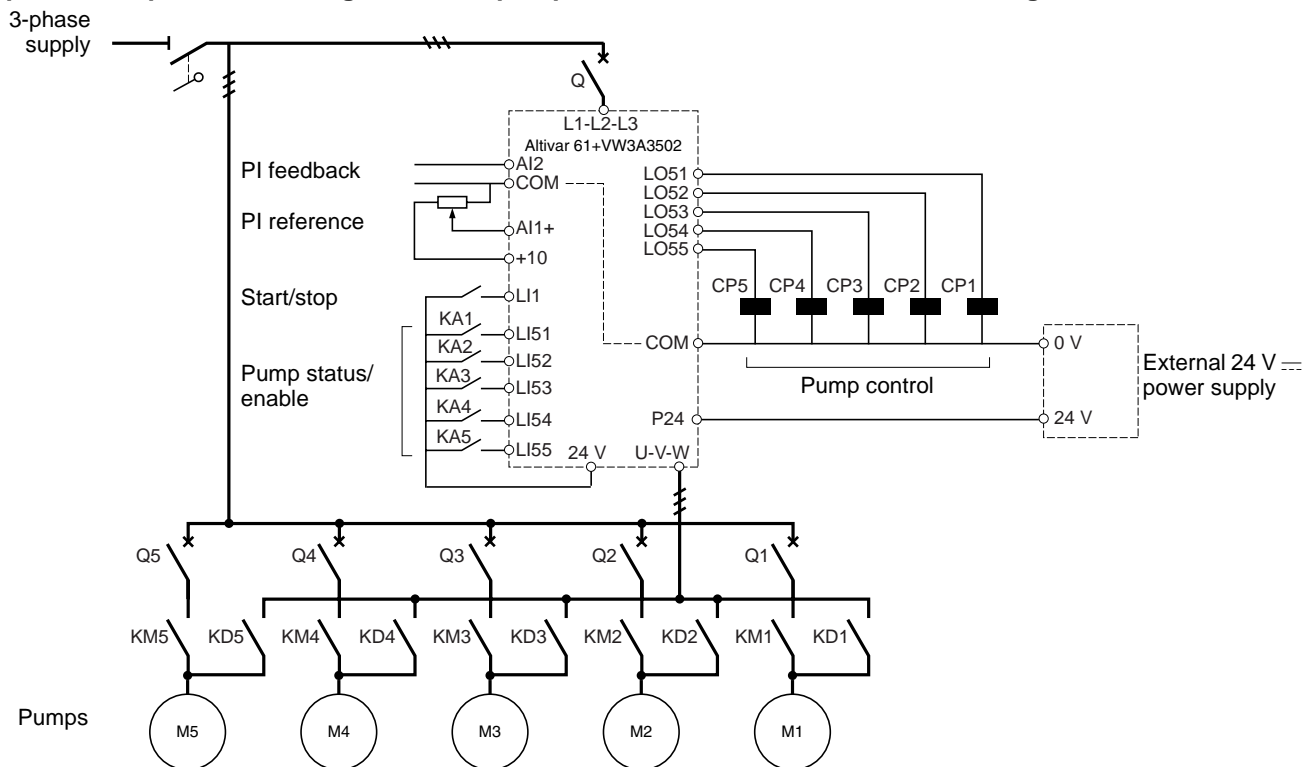 3-phase
supply
Q
L1-L2-L3
Altivar 61+VW3A3502
PI feedback
AI2
COM
PI reference
AI1+
+10
Start/stop
LI1
KA1
LI51
KA2
LI52
Pump status/
enable
KA3
LI53
KA4
LI54
KA5
LI55
24 V
U-V-W
LO51
LO52
LO53
LO54
LO55
CP5
CP4
CP3
CP2
CP1
COM
0 V
Pump control
External 24 V
power supply
P24
24 V
Q5
Q4
Q3
Q2
Q1
KM5
KD5
KM4
KD4
KM3
KD3
KM2
KD2
KM1
KD1
Pumps
M5
M4
M3
M2
M1